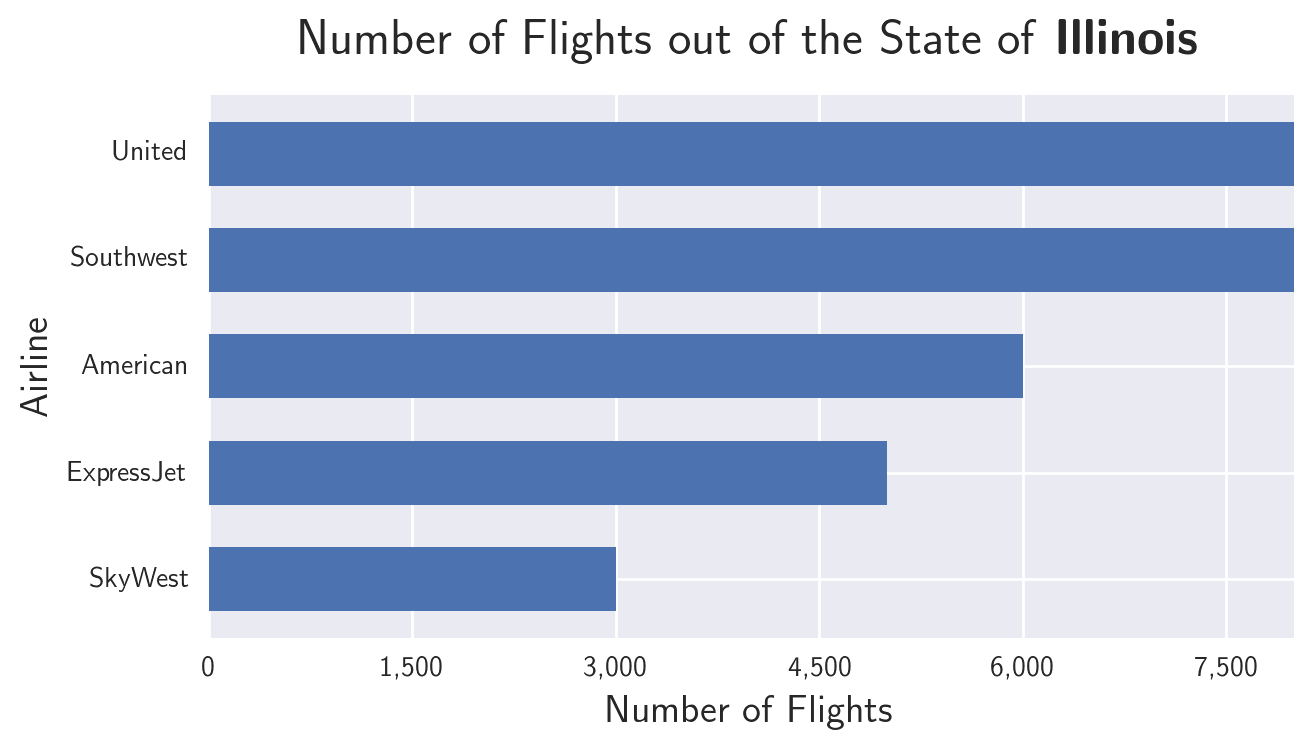 Number of Flights out of the State of Illinois
United
Southwest
American
ExpressJet
SkyWest
Airline
0 1,500 3,000 4,500 6,000 7,500
Number of Flights